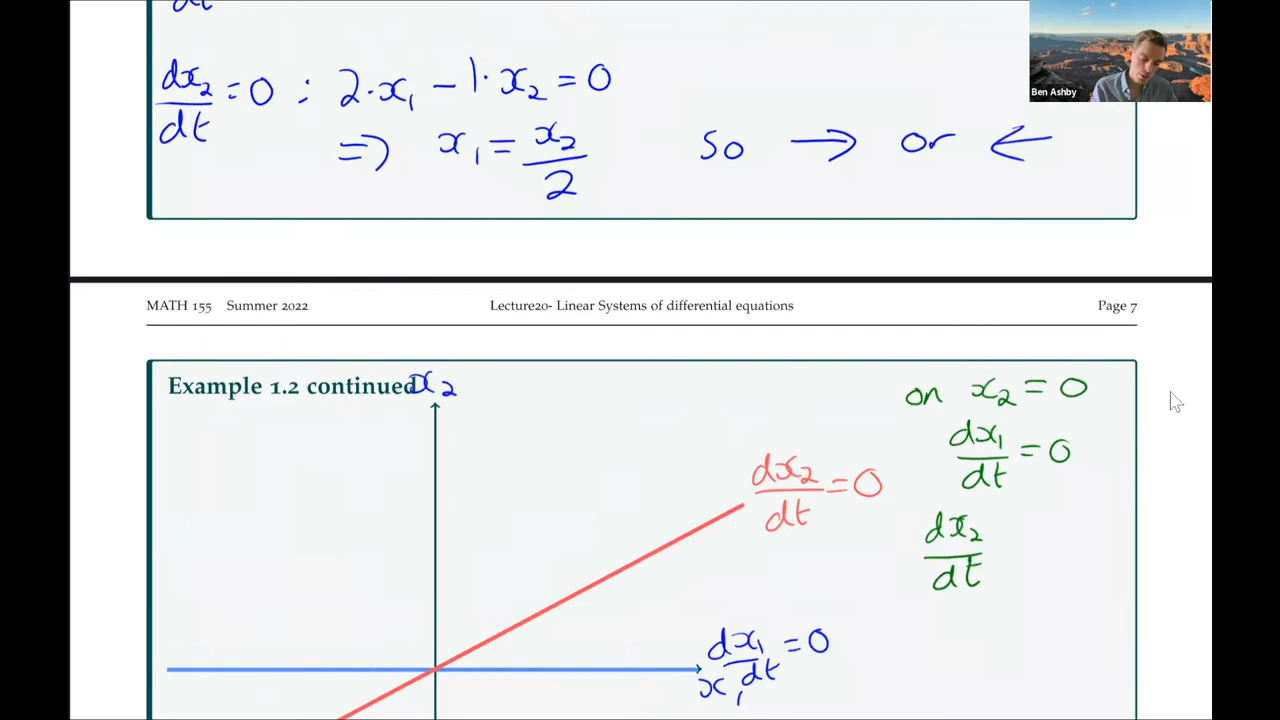 dt
dx₂/dt = 0 : 2·x₁ − 1·x₂ = 0
⇒ x₁ = x₂/2 so → or ←
Ben Ashby
MATH 155 Summer 2022 Lecture20- Linear Systems of differential equations Page 7
Example 1.2 continued x₂
on x₂ = 0
dx₁/dt = 0
dx₂/dt = 0
dx₂/dt
dx₁/dt = 0
x₁